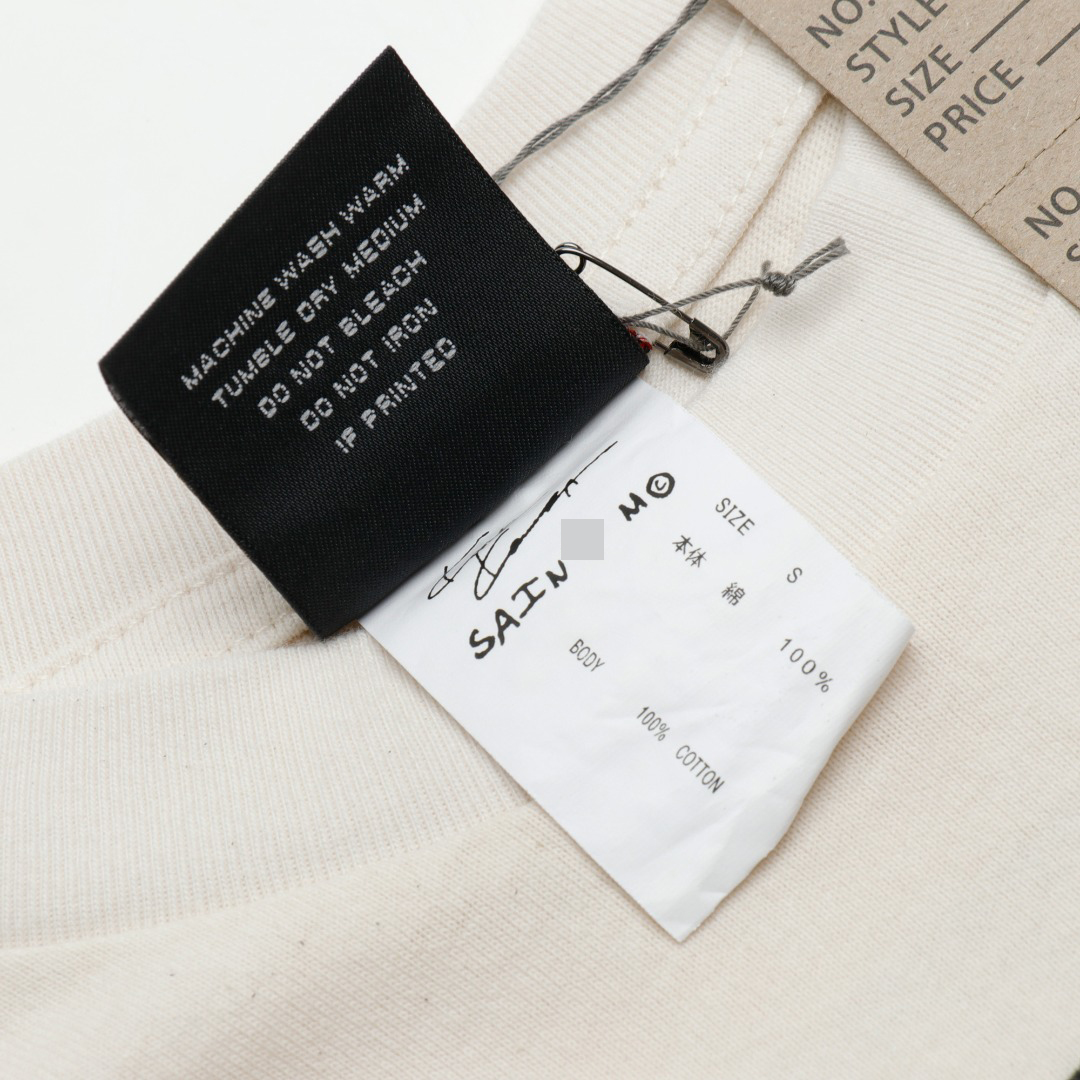 MACHINE WASH WARM
TUMBLE DRY MEDIUM
DO NOT BLEACH
DO NOT IRON
IF PRINTED
SAIN M©
SIZE S
本体 綿 100%
BODY 100% COTTON
NO.
STYLE
SIZE
PRICE
NO